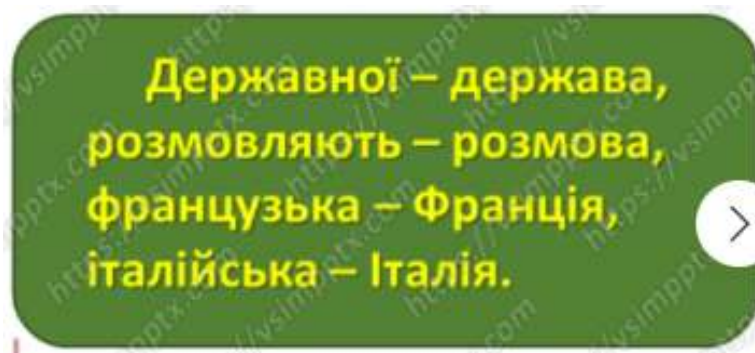 Державної – держава,
розмовляють – розмова,
французька – Франція,
італійська – Італія.